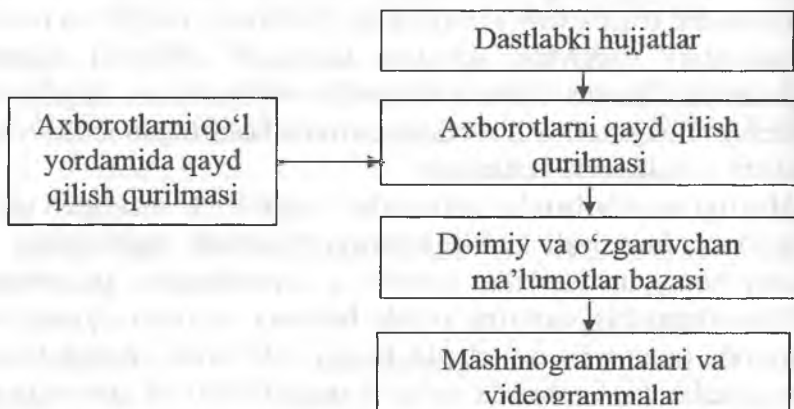 Dastlabki hujjatlar
Axborotlarni qo‘l
yordamida qayd
qilish qurilmasi
Axborotlarni qayd qilish
qurilmasi
Doimiy va o‘zgaruvchan
ma’lumotlar bazasi
Mashinogrammalari va
videogrammalar